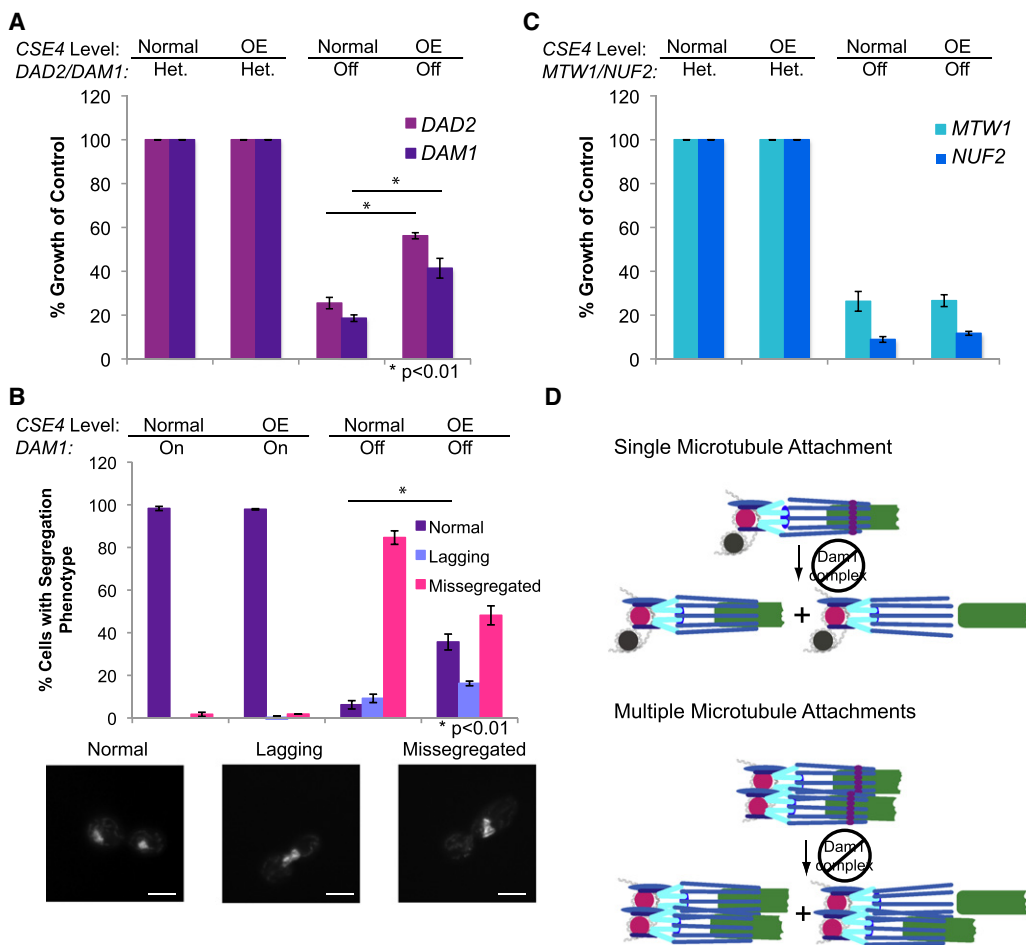 A
CSE4 Level: Normal OE Normal OE
DAD2/DAM1: Het. Het. Off Off
120
100
80
60
40
20
0
% Growth of Control
DAD2
DAM1
*
*
* p<0.01
C
CSE4 Level: Normal OE Normal OE
MTW1/NUF2: Het. Het. Off Off
120
100
80
60
40
20
0
% Growth of Control
MTW1
NUF2
B
CSE4 Level: Normal OE Normal OE
DAM1: On On Off Off
120
100
80
60
40
20
0
% Cells with Segregation
Phenotype
*
Normal
Lagging
Missegregated
* p<0.01
Normal Lagging Missegregated
D
Single Microtubule Attachment
Dam1
complex
+
Multiple Microtubule Attachments
Dam1
complex
+